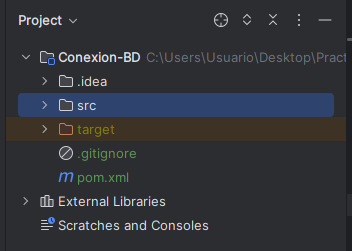 Project
Conexion-BD C:\Users\Usuario\Desktop\Pract
.idea
src
target
.gitignore
pom.xml
External Libraries
Scratches and Consoles